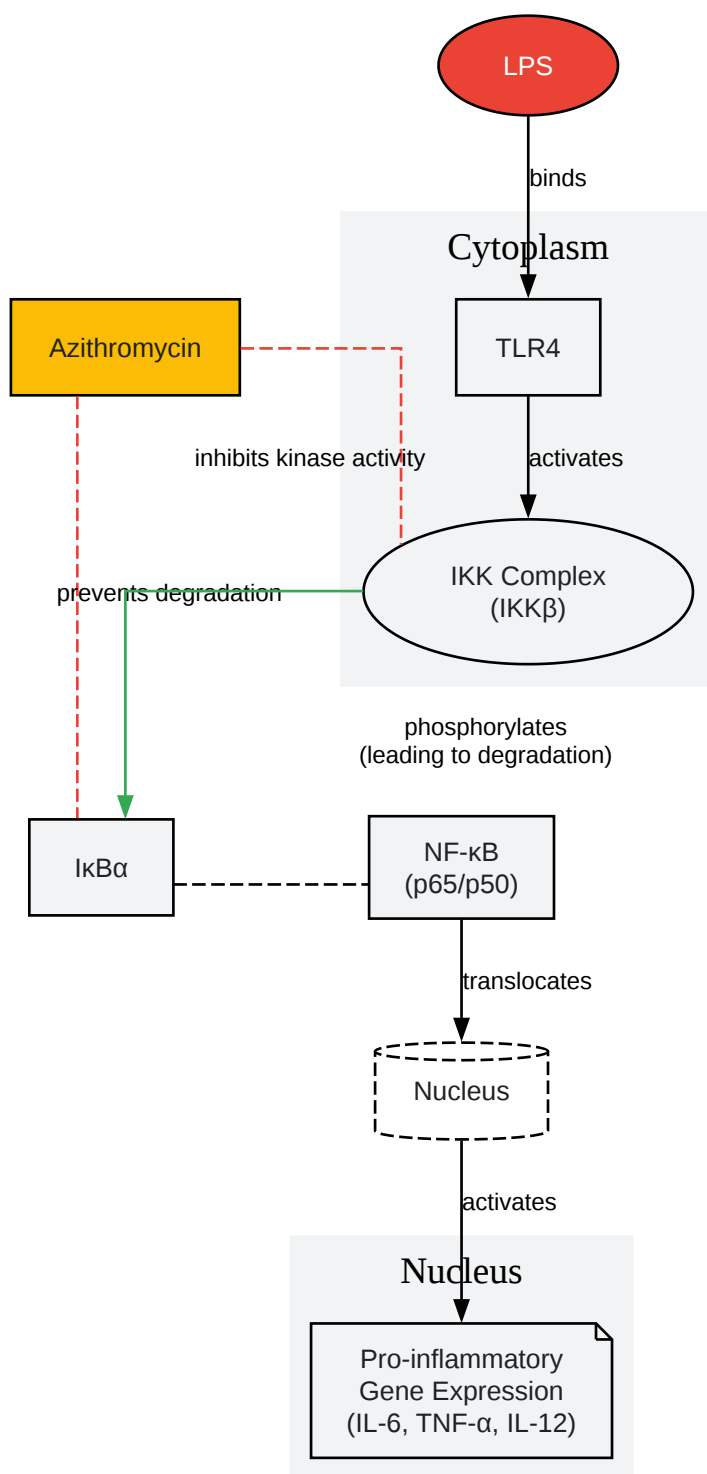 LPS
binds
Cytoplasm
Azithromycin
TLR4
inhibits kinase activity
activates
IKK Complex
(IKKβ)
prevents degradation
phosphorylates
(leading to degradation)
IκBα
NF-κB
(p65/p50)
translocates
Nucleus
activates
Nucleus
Pro-inflammatory
Gene Expression
(IL-6, TNF-α, IL-12)